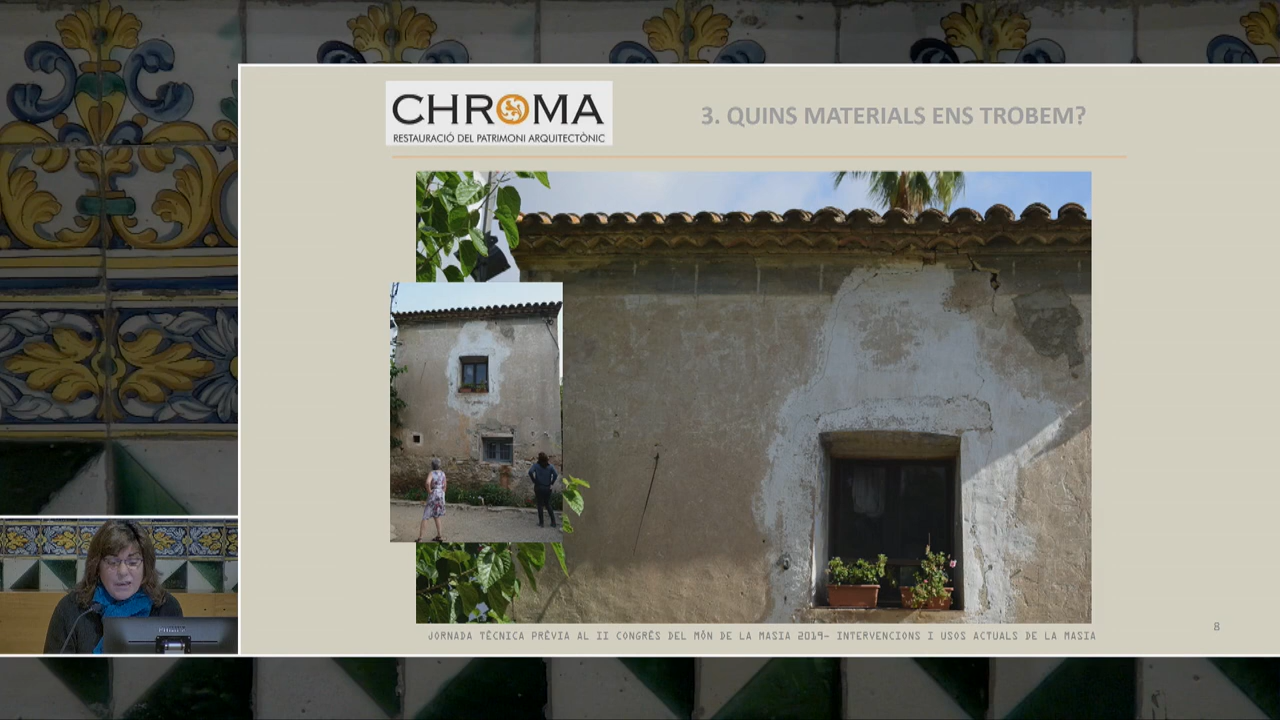 CHROMA
RESTAURACIÓ DEL PATRIMONI ARQUITECTÒNIC
3. QUINS MATERIALS ENS TROBEM?
JORNADA TÈCNICA PRÈVIA AL II CONGRÉS DEL MÓN DE LA MASIA 2019- INTERVENCIONS I USOS ACTUALS DE LA MASIA
8